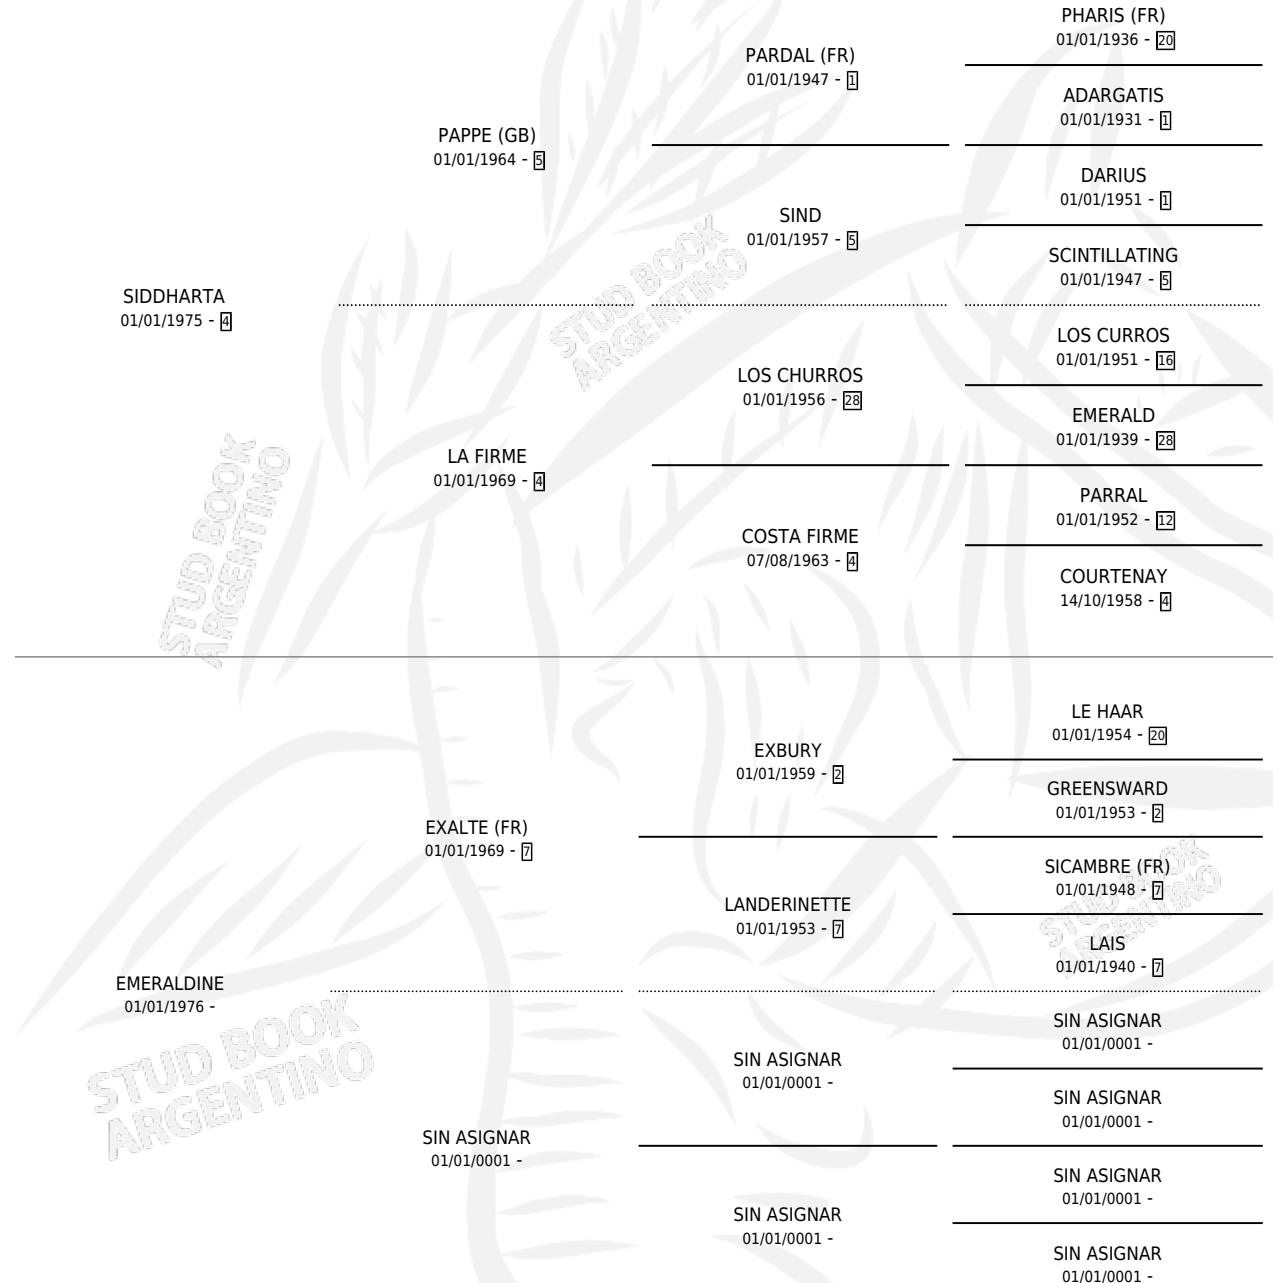 PHARIS (FR)
01/01/1936 - 20
PARDAL (FR)
01/01/1947 - 1
ADARGATIS
01/01/1931 - 1
PAPPE (GB)
01/01/1964 - 5
DARIUS
01/01/1951 - 1
SIND
01/01/1957 - 5
SCINTILLATING
01/01/1947 - 5
SIDDHARTA
01/01/1975 - 4
STUD BOOK
ARGENTINO
LOS CURROS
01/01/1951 - 16
LOS CHURROS
01/01/1956 - 28
EMERALD
01/01/1939 - 28
LA FIRME
01/01/1969 - 4
PARRAL
01/01/1952 - 12
COSTA FIRME
07/08/1963 - 4
COURTENAY
14/10/1958 - 4
STUD BOOK
ARGENTINO
LE HAAR
01/01/1954 - 20
EXBURY
01/01/1959 - 2
GREENSWARD
01/01/1953 - 2
EXALTE (FR)
01/01/1969 - 7
SICAMBRE (FR)
01/01/1948 - 7
LANDERINETTE
01/01/1953 - 7
STUD BOOK
ARGENTINO
LAIS
01/01/1940 - 7
EMERALDINE
01/01/1976 -
SIN ASIGNAR
01/01/0001 -
SIN ASIGNAR
01/01/0001 -
STUD BOOK
ARGENTINO
SIN ASIGNAR
01/01/0001 -
SIN ASIGNAR
01/01/0001 -
SIN ASIGNAR
01/01/0001 -
SIN ASIGNAR
01/01/0001 -
SIN ASIGNAR
01/01/0001 -